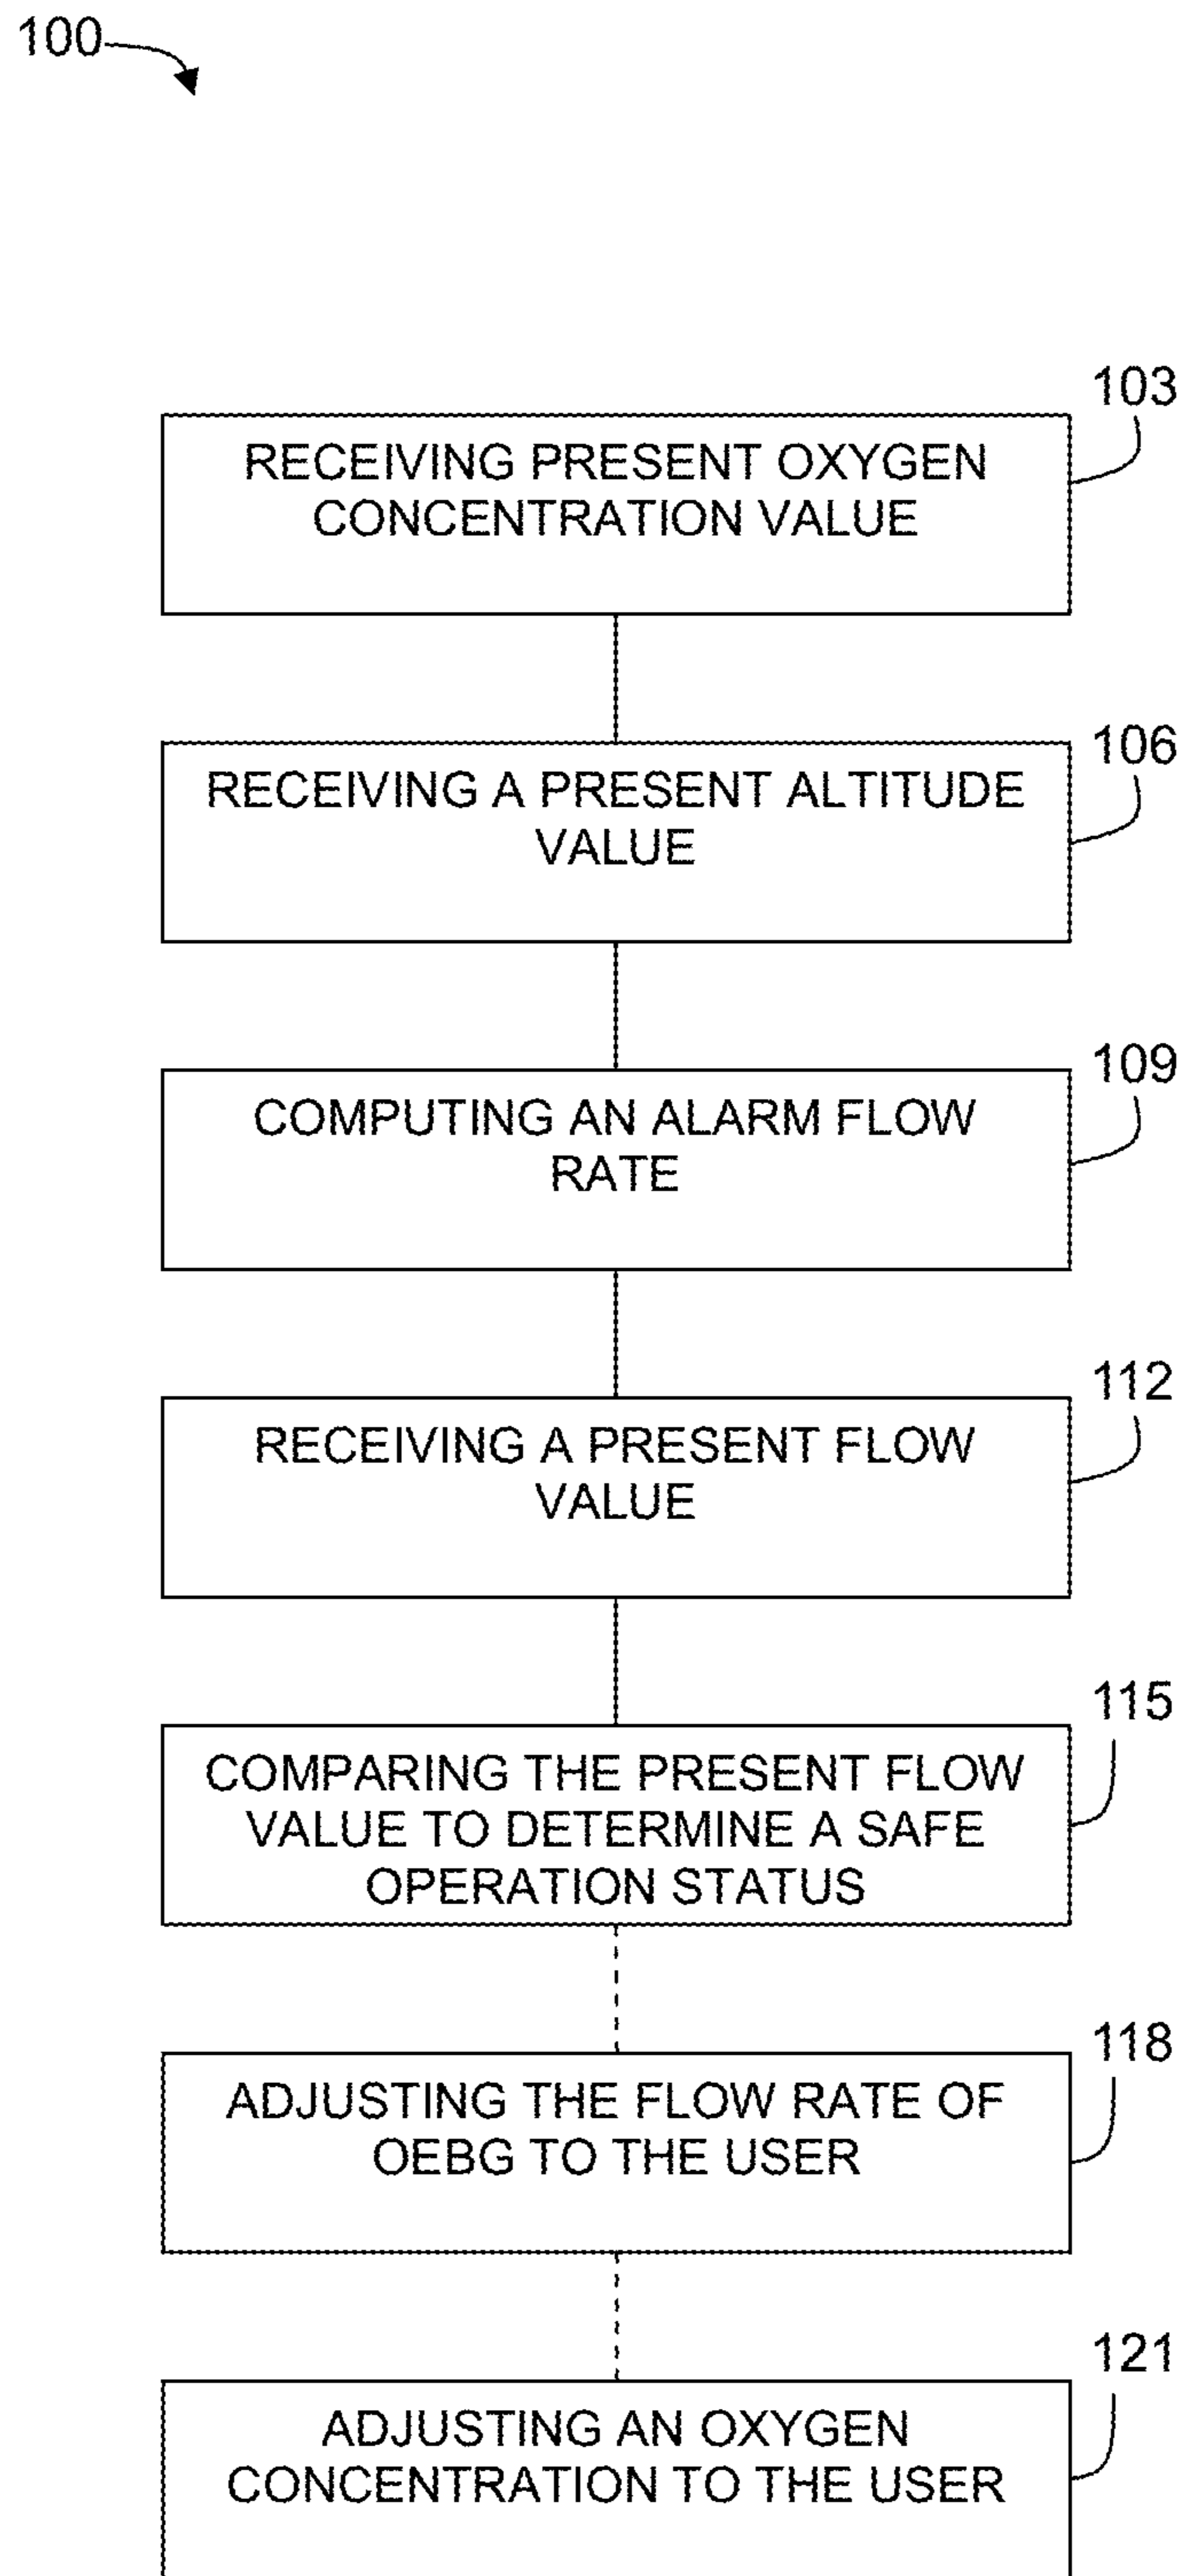 100
103
RECEIVING PRESENT OXYGEN
CONCENTRATION VALUE
106
RECEIVING A PRESENT ALTITUDE
VALUE
109
COMPUTING AN ALARM FLOW
RATE
112
RECEIVING A PRESENT FLOW
VALUE
115
COMPARING THE PRESENT FLOW
VALUE TO DETERMINE A SAFE
OPERATION STATUS
118
ADJUSTING THE FLOW RATE OF
OEBG TO THE USER
121
ADJUSTING AN OXYGEN
CONCENTRATION TO THE USER